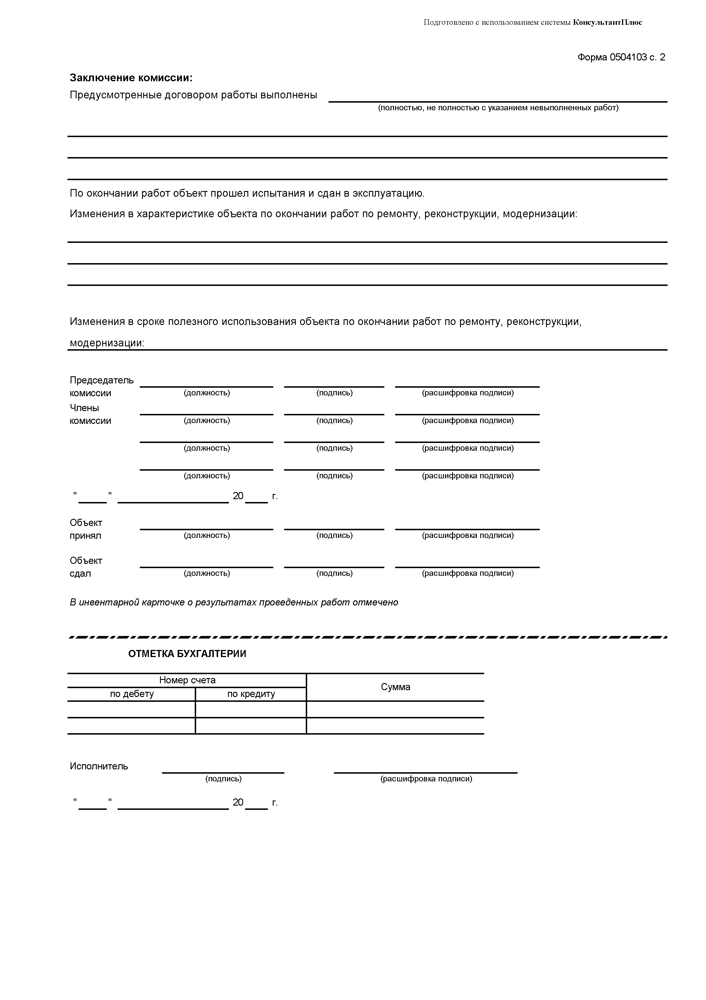 Подготовлено с использованием системы КонсультантПлюс
Форма 0504103 с. 2
Заключение комиссии:
Предусмотренные договором работы выполнены
(полностью, не полностью с указанием невыполненных работ)
По окончании работ объект прошел испытания и сдан в эксплуатацию.
Изменения в характеристике объекта по окончании работ по ремонту, реконструкции, модернизации:
Изменения в сроке полезного использования объекта по окончании работ по ремонту, реконструкции,
модернизации:
Председатель
комиссии (должность) (подпись) (расшифровка подписи)
Члены
комиссии (должность) (подпись) (расшифровка подписи)
(должность) (подпись) (расшифровка подписи)
(должность) (подпись) (расшифровка подписи)
" " 20 г.
Объект
принял (должность) (подпись) (расшифровка подписи)
Объект
сдал (должность) (подпись) (расшифровка подписи)
В инвентарной карточке о результатах проведенных работ отмечено
ОТМЕТКА БУХГАЛТЕРИИ
Номер счета Сумма
по дебету по кредиту
Исполнитель
(подпись) (расшифровка подписи)
" " 20 г.